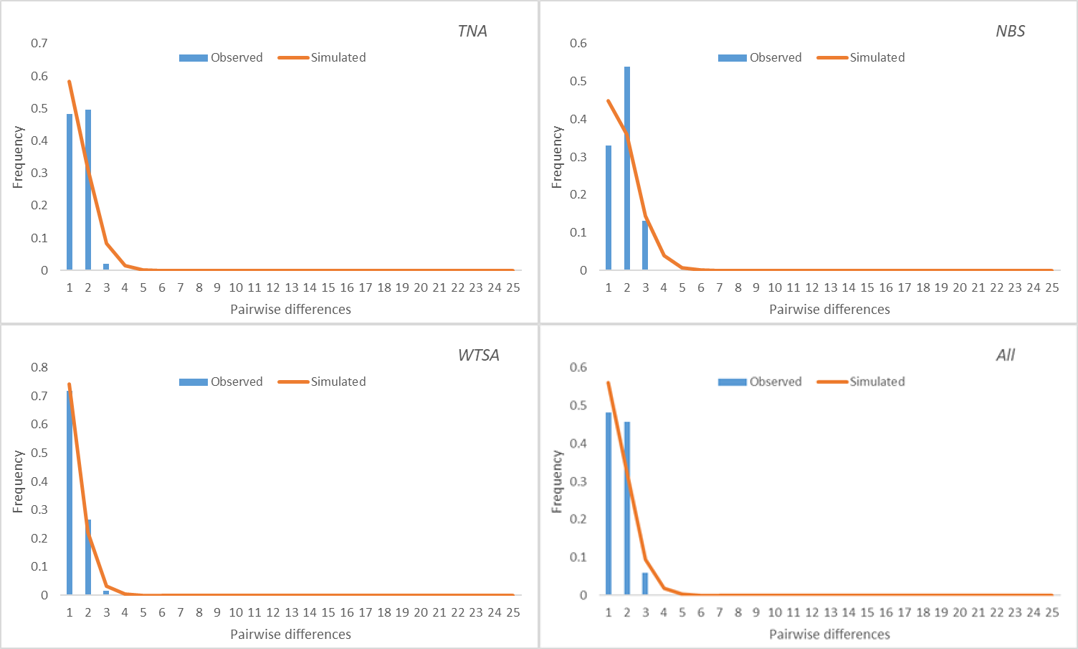 TNA
Observed Simulated
Frequency
0.7
0.6
0.5
0.4
0.3
0.2
0.1
0
1 2 3 4 5 6 7 8 9 10 11 12 13 14 15 16 17 18 19 20 21 22 23 24 25
Pairwise differences
NBS
Observed Simulated
Frequency
0.6
0.5
0.4
0.3
0.2
0.1
0
1 2 3 4 5 6 7 8 9 10 11 12 13 14 15 16 17 18 19 20 21 22 23 24 25
Pairwise differences
WTSA
Observed Simulated
Frequency
0.8
0.7
0.6
0.5
0.4
0.3
0.2
0.1
0
1 2 3 4 5 6 7 8 9 10 11 12 13 14 15 16 17 18 19 20 21 22 23 24 25
Pairwise differences
All
Observed Simulated
Frequency
0.6
0.5
0.4
0.3
0.2
0.1
0
1 2 3 4 5 6 7 8 9 10 11 12 13 14 15 16 17 18 19 20 21 22 23 24 25
Pairwise differences